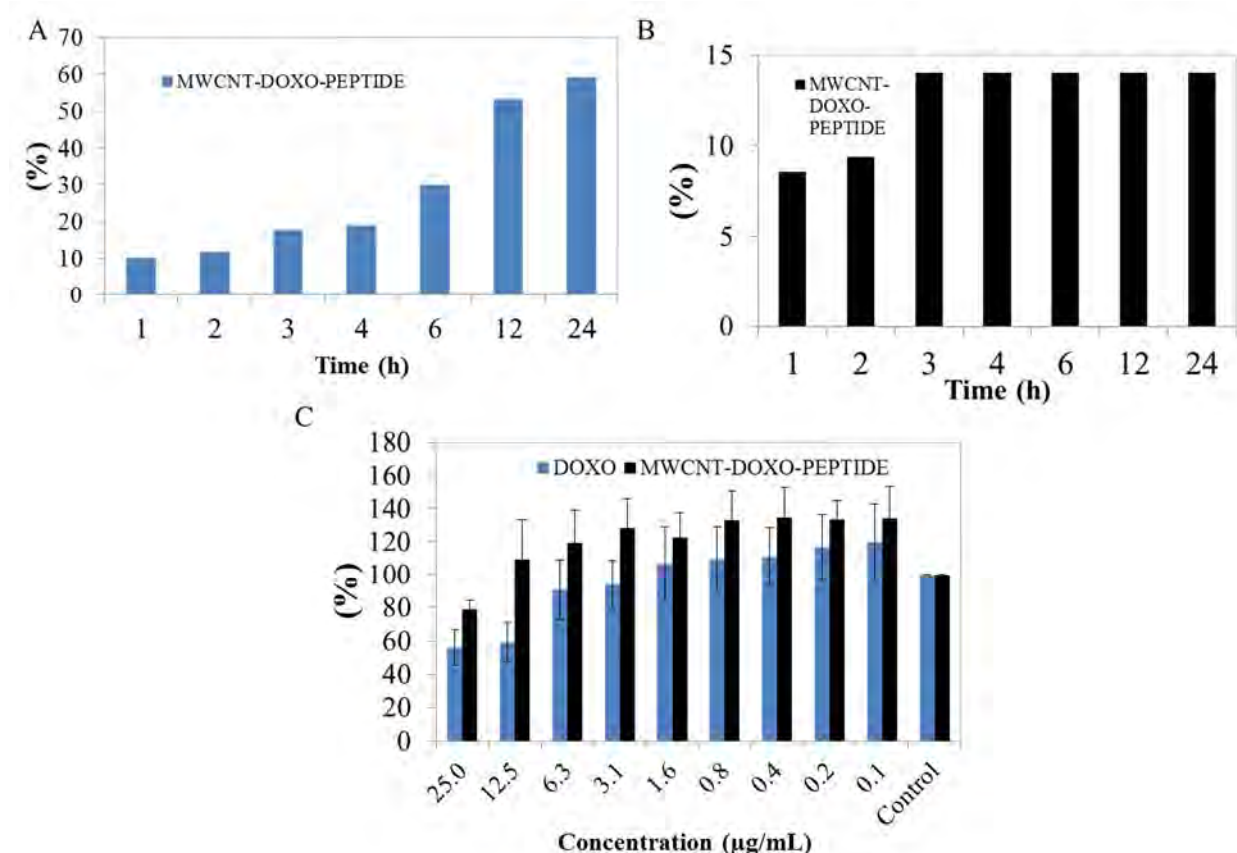 A
70
60
50
40
30
20
10
0
(%)
MWCNT-DOXO-PEPTIDE
1 2 3 4 6 12 24
Time (h)
B
15
10
5
0
(%)
MWCNT-
DOXO-
PEPTIDE
1 2 3 4 6 12 24
Time (h)
C
180
160
140
120
100
80
60
40
20
0
(%)
DOXO MWCNT-DOXO-PEPTIDE
25.0 12.5 6.3 3.1 1.6 0.8 0.4 0.2 0.1 Control
Concentration (µg/mL)